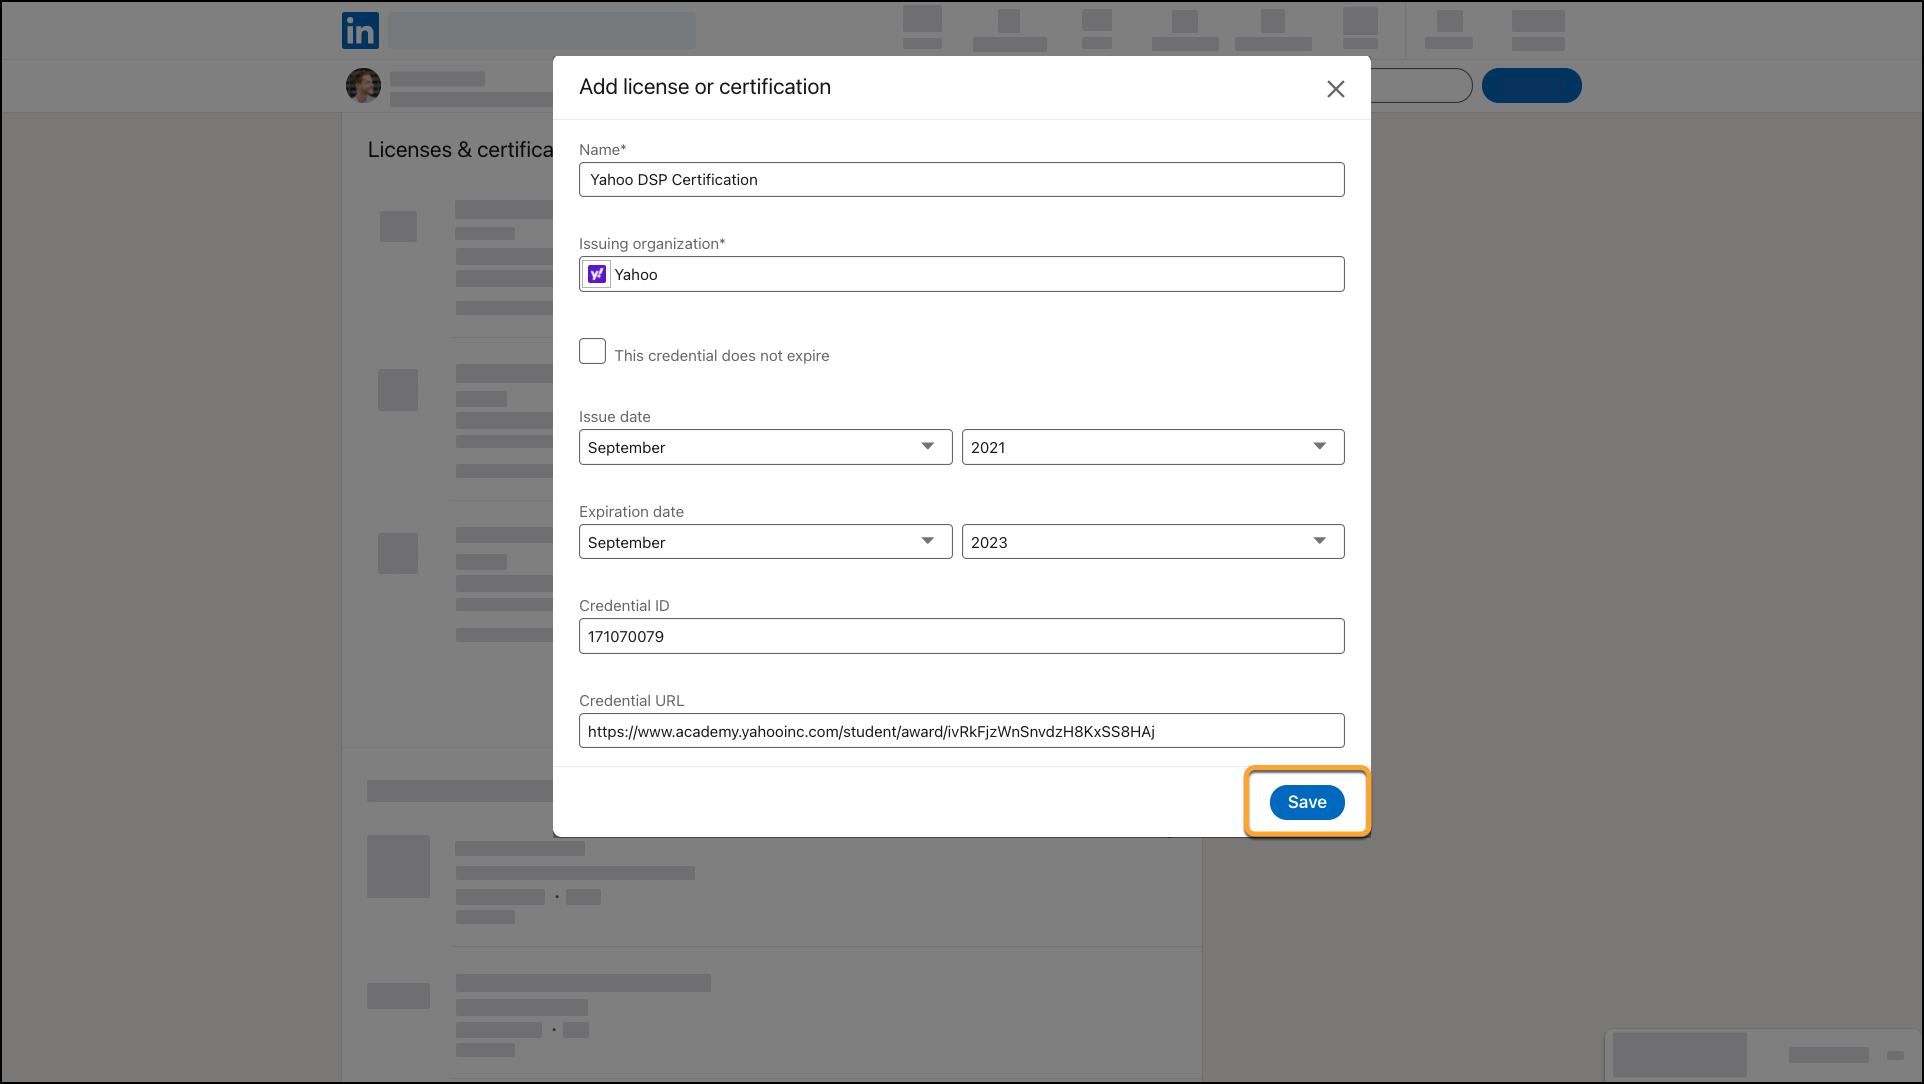 in
Add license or certification
Licenses & certifica
Name*
Yahoo DSP Certification
Issuing organization*
y! Yahoo
This credential does not expire
Issue date
September 2021
Expiration date
September 2023
Credential ID
171070079
Credential URL
https://www.academy.yahooinc.com/student/award/ivRkFjzWnSnvdzH8KxSS8HAj
Save